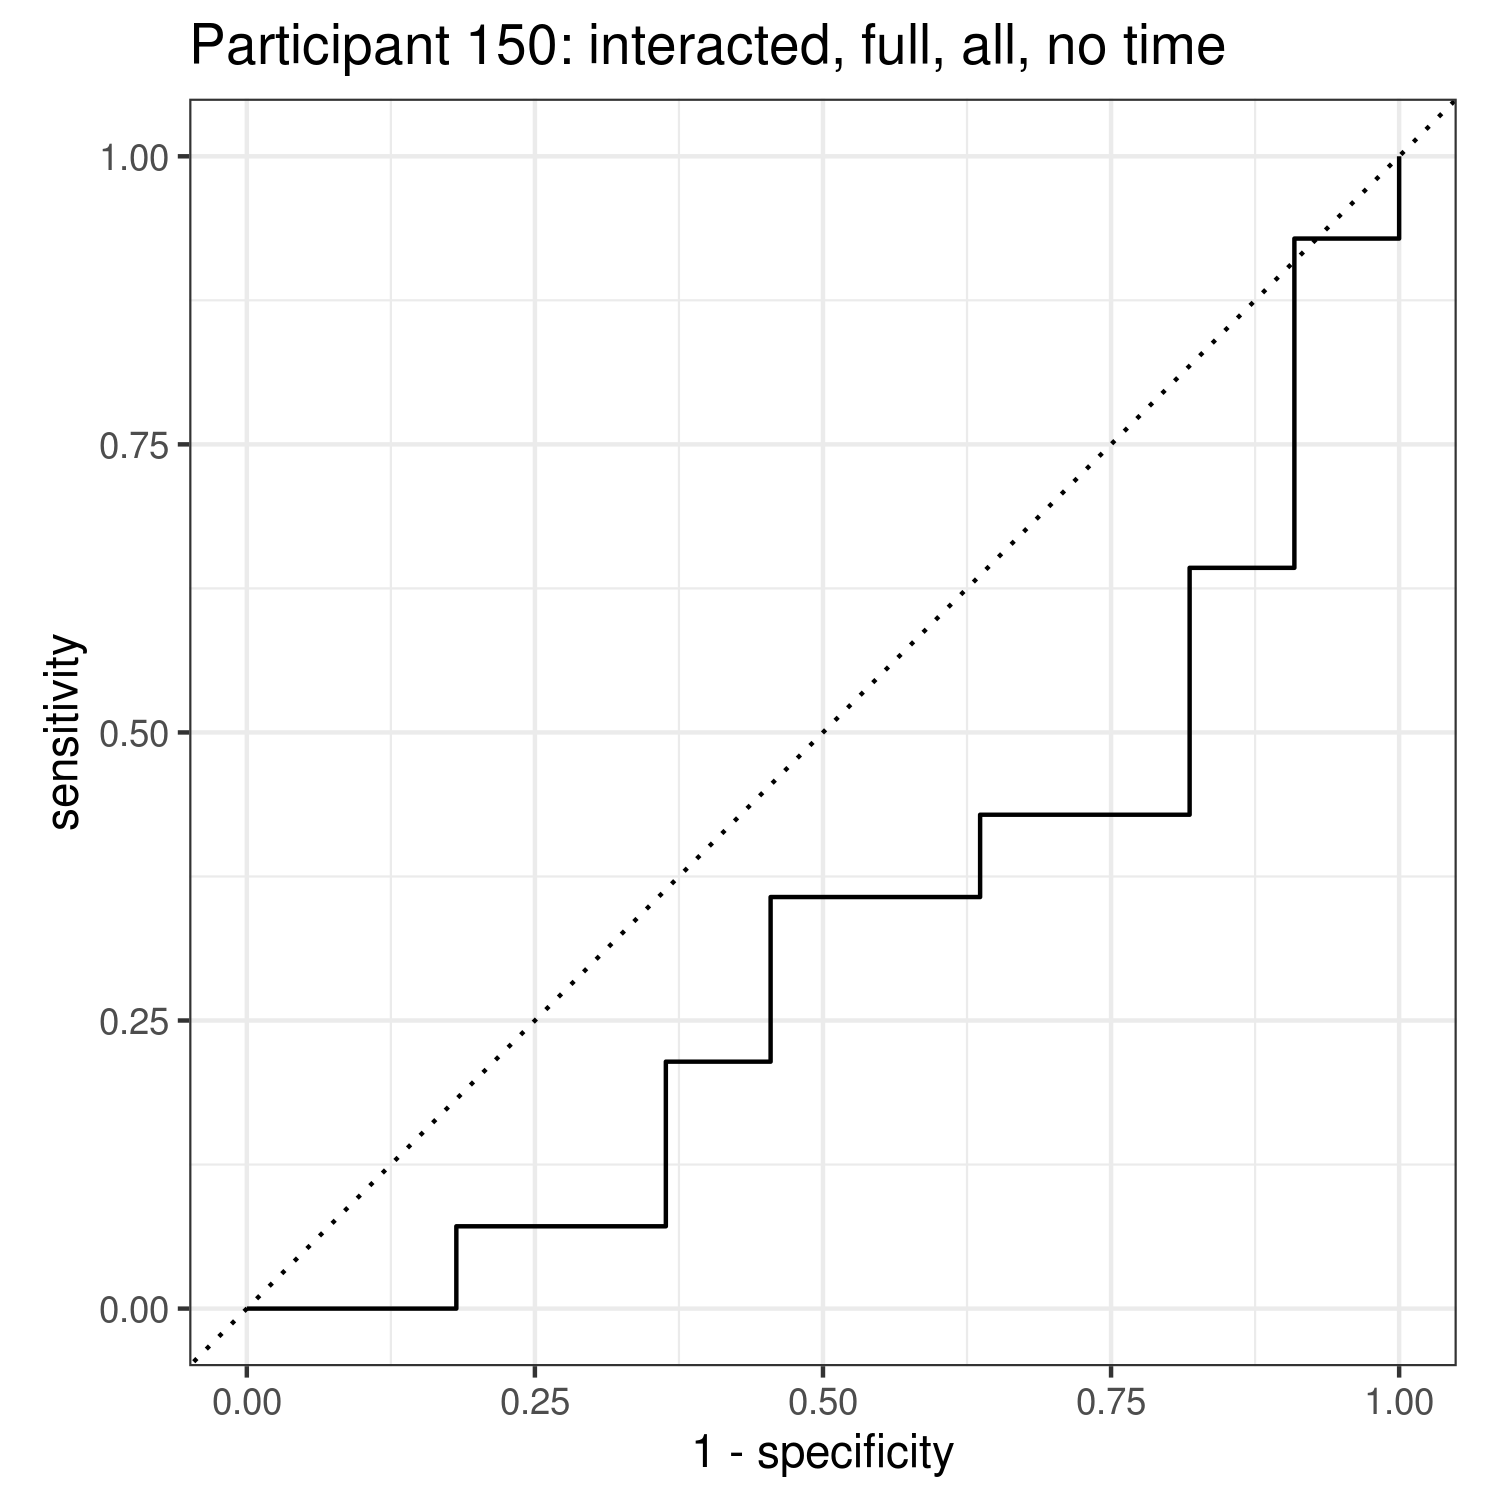 Participant 150: interacted, full, all, no time
1.00
0.75
0.50
0.25
0.00
sensitivity
0.00 0.25 0.50 0.75 1.00
1 - specificity